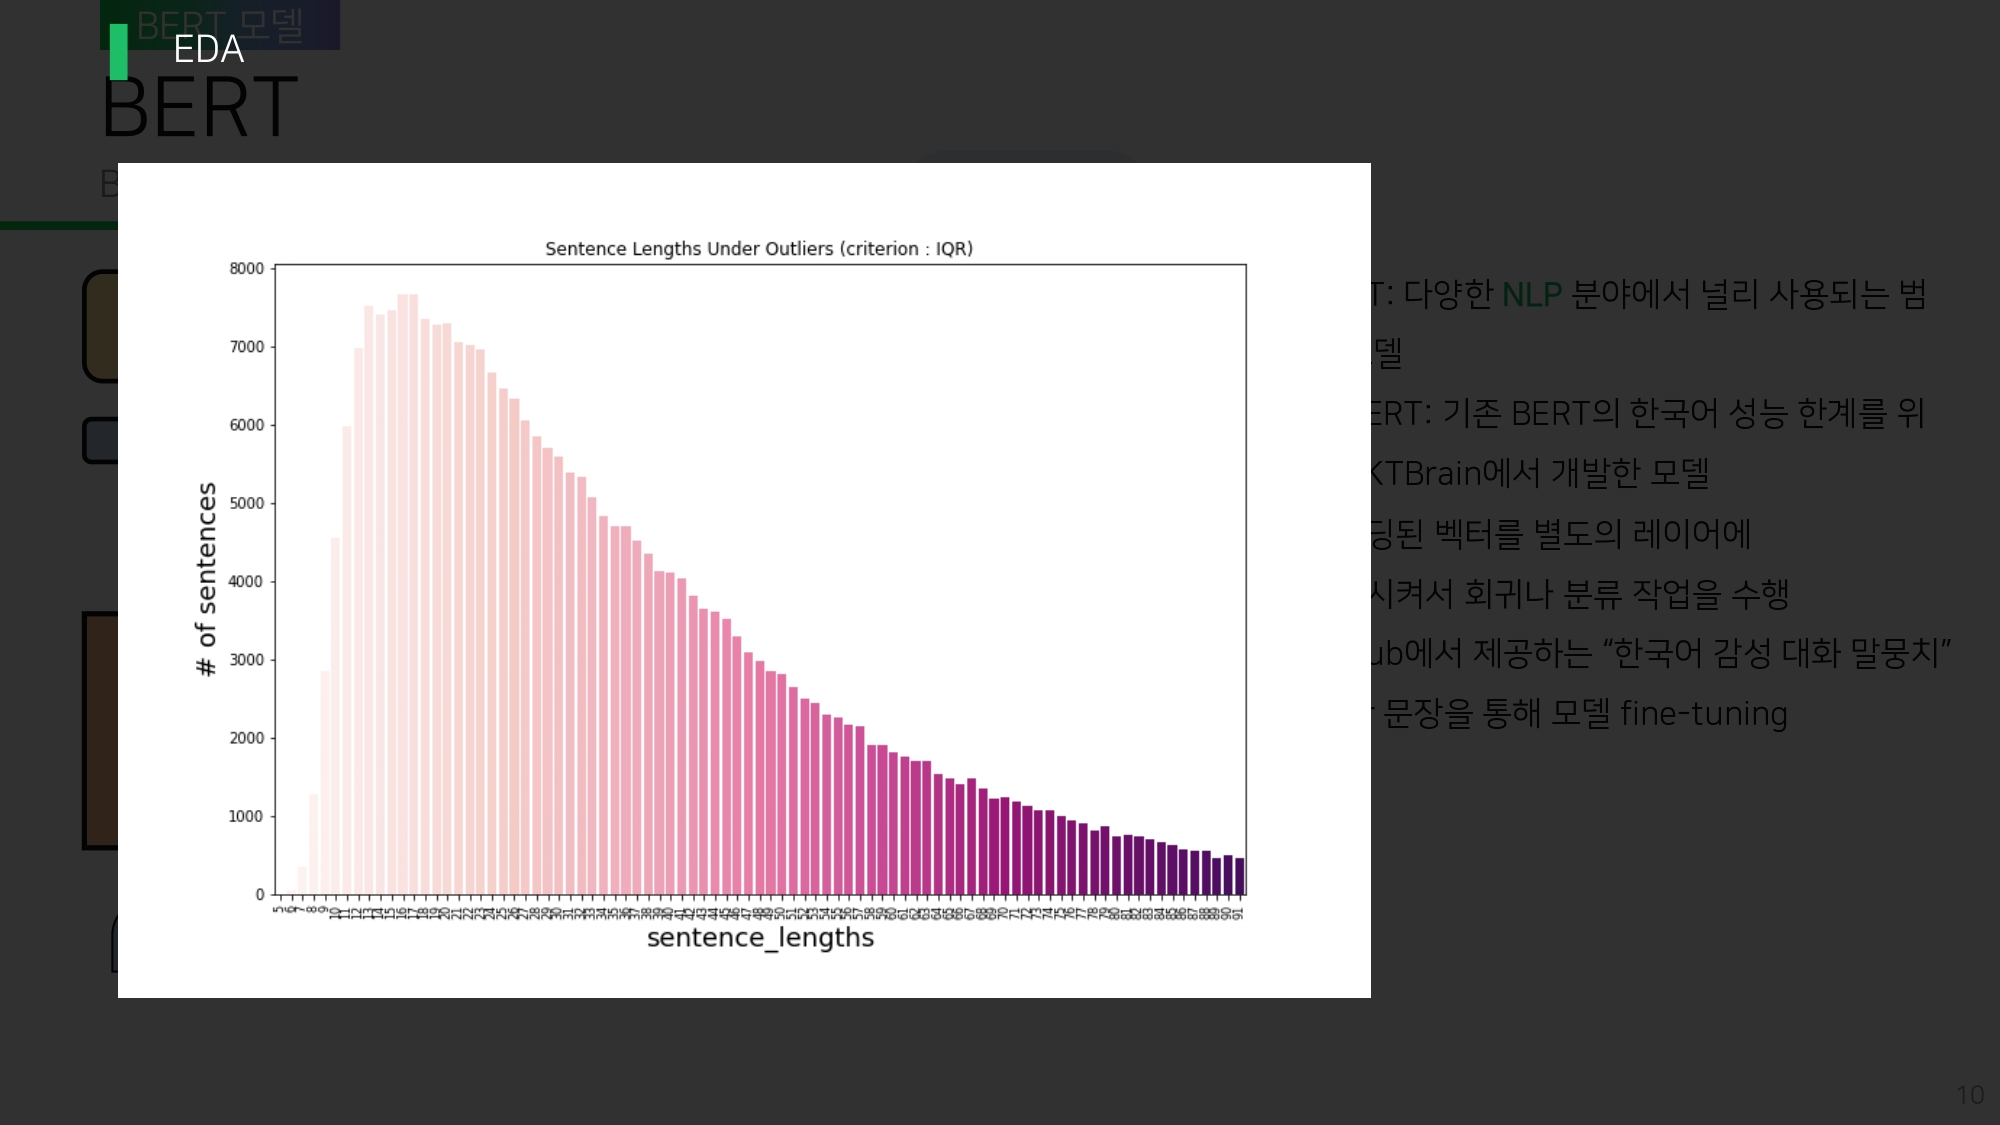 BERT 모델
EDA
BERT
B
T: 다양한 NLP 분야에서 널리 사용되는 범
델
ERT: 기존 BERT의 한국어 성능 한계를 위
KTBrain에서 개발한 모델
딩된 벡터를 별도의 레이어에
시켜서 회귀나 분류 작업을 수행
ub에서 제공하는 “한국어 감성 대화 말뭉치”
문장을 통해 모델 fine-tuning
Sentence Lengths Under Outliers (criterion : IQR)
# of sentences
8000
7000
6000
5000
4000
3000
2000
1000
0
5 6 7 8 9 10 11 12 13 14 15 16 17 18 19 20 21 22 23 24 25 26 27 28 29 30 31 32 33 34 35 36 37 38 39 40 41 42 43 44 45 46 47 48 49 50 51 52 53 54 55 56 57 58 59 60 61 62 63 64 65 66 67 68 69 70 71 72 73 74 75 76 77 78 79 80 81 82 83 84 85 86 87 88 89 90 91
sentence_lengths
10